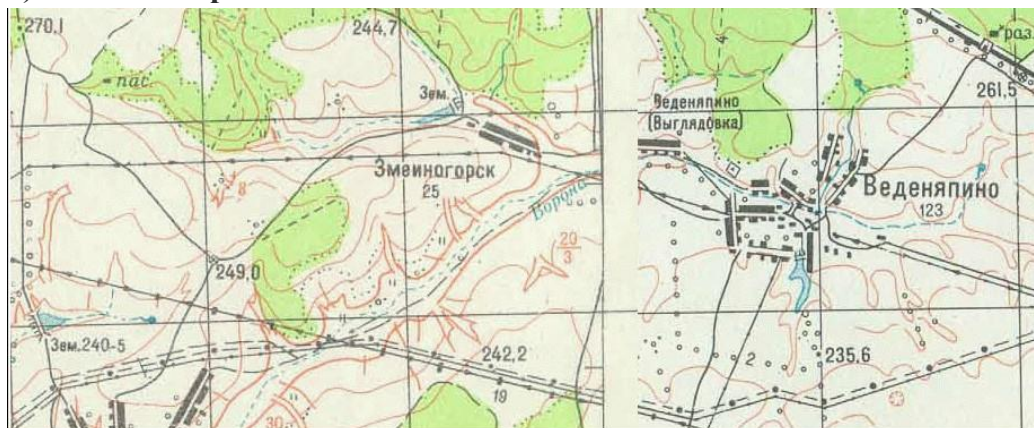 270,1
244,7
пас.
Зем.
Змеиногорск
25
8
Ворона
20
3
249,0
Зем.240-5
242,2
19
30
4
раз.
261,5
Веденяпино
(Выглядовка)
Веденяпино
123
2
235,6